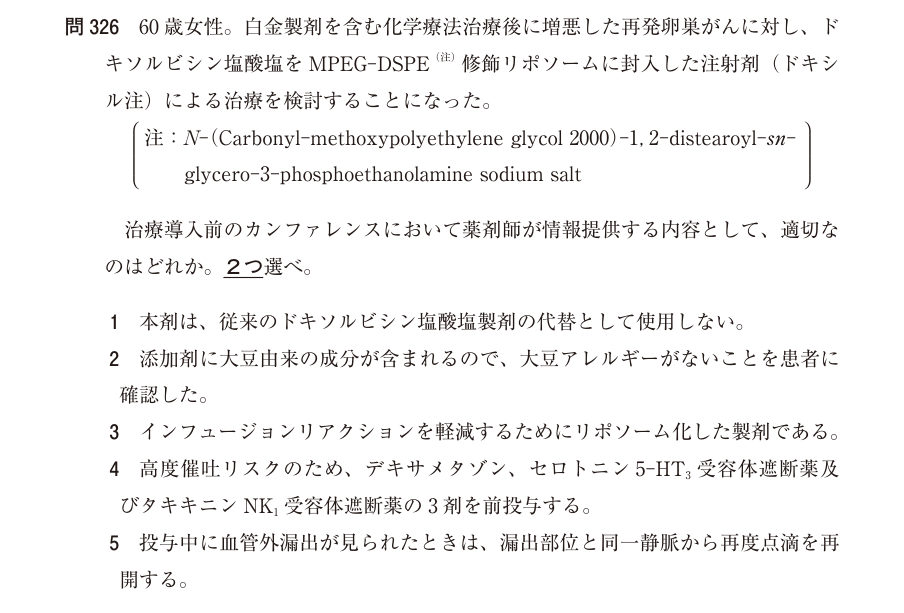 問 326 60 歳女性。白金製剤を含む化学療法治療後に増悪した再発卵巣がんに対し、ド
キソルビシン塩酸塩を MPEG-DSPE（注）修飾リポソームに封入した注射剤（ドキシ
ル注）による治療を検討することになった。
注：N-(Carbonyl-methoxypolyethylene glycol 2000)-1, 2-distearoyl-sn-
glycero-3-phosphoethanolamine sodium salt
治療導入前のカンファレンスにおいて薬剤師が情報提供する内容として、適切な
のはどれか。２つ選べ。
1 本剤は、従来のドキソルビシン塩酸塩製剤の代替として使用しない。
2 添加剤に大豆由来の成分が含まれるので、大豆アレルギーがないことを患者に
確認した。
3 インフュージョンリアクションを軽減するためにリポソーム化した製剤である。
4 高度催吐リスクのため、デキサメタゾン、セロトニン 5-HT₃ 受容体遮断薬及
びタキキニン NK₁ 受容体遮断薬の 3 剤を前投与する。
5 投与中に血管外漏出が見られたときは、漏出部位と同一静脈から再度点滴を再
開する。